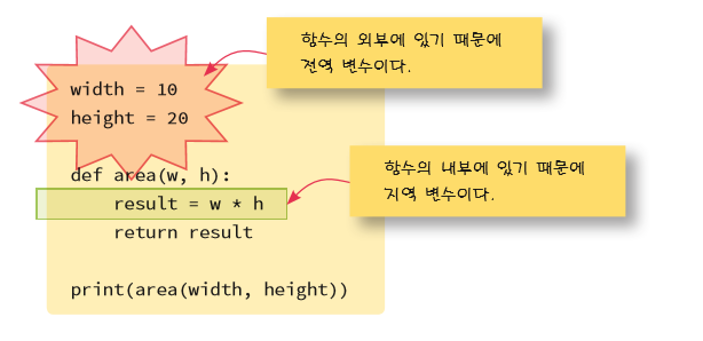 함수의 외부에 있기 때문에
전역 변수이다.
width = 10
height = 20
함수의 내부에 있기 때문에
지역 변수이다.
def area(w, h):
    result = w * h
    return result
print(area(width, height))